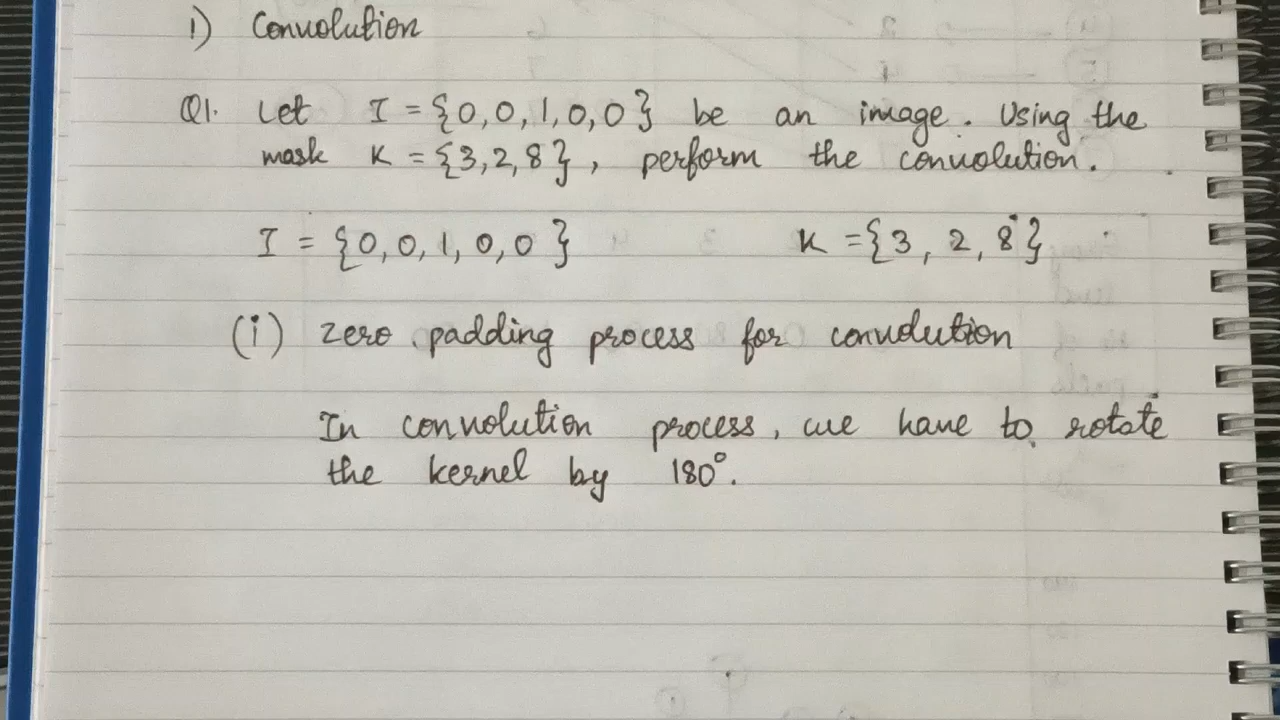 1) Convolution
Q1. Let I = {0,0,1,0,0} be an image. Using the
mask K = {3,2,8}, perform the convolution.
I = {0,0,1,0,0} K = {3, 2, 8}
(i) Zero padding process for convolution
In convolution process, we have to rotate
the kernel by 180°.